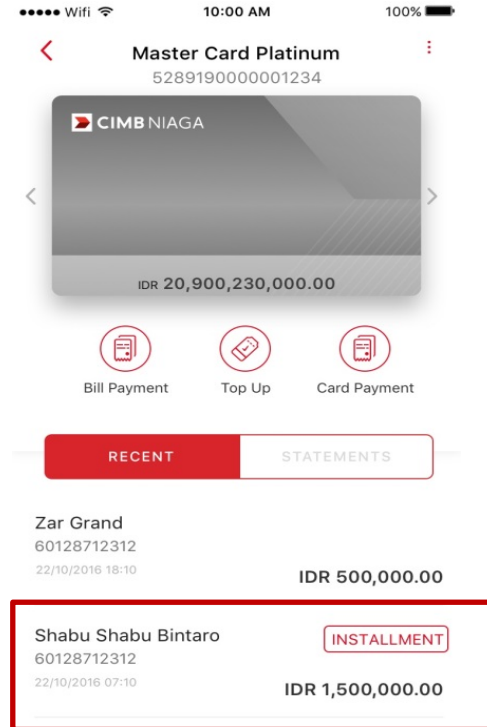 Wifi 10:00 AM 100%
Master Card Platinum
5289190000001234
CIMB NIAGA
IDR 20,900,230,000.00
Bill Payment Top Up Card Payment
RECENT STATEMENTS
Zar Grand
60128712312
22/10/2016 18:10
IDR 500,000.00
Shabu Shabu Bintaro INSTALLMENT
60128712312
22/10/2016 07:10
IDR 1,500,000.00